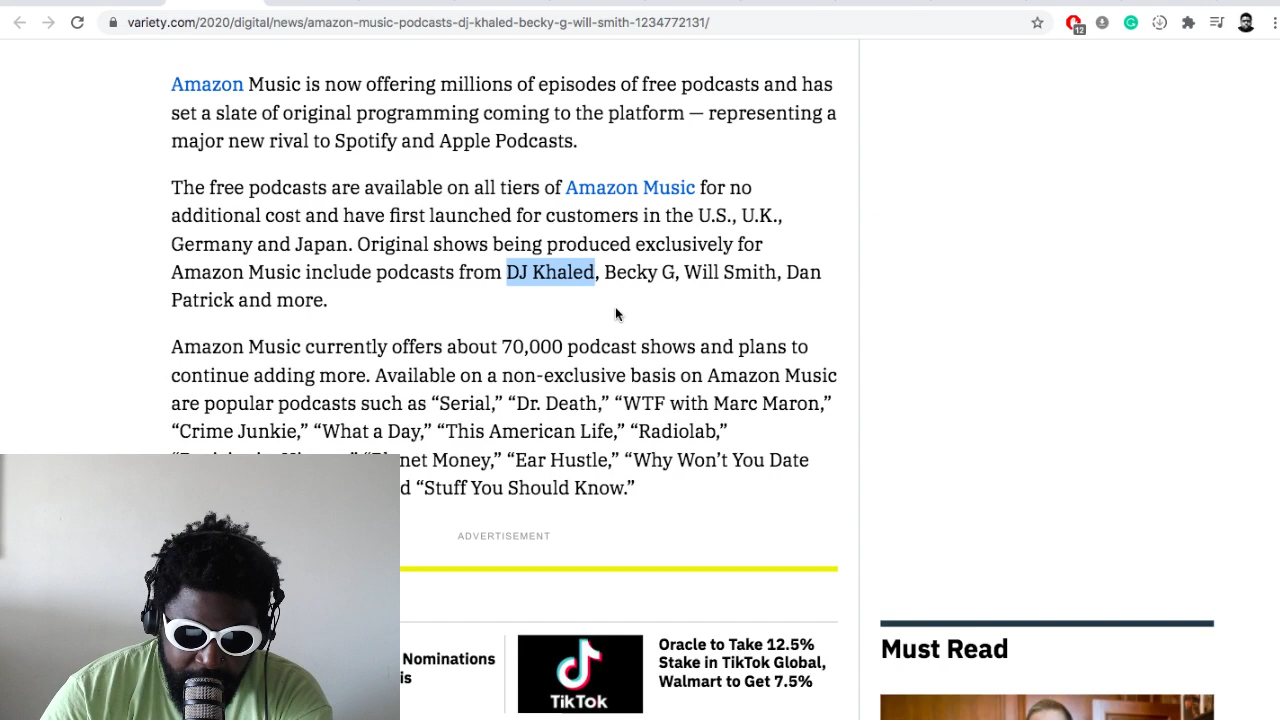 variety.com/2020/digital/news/amazon-music-podcasts-dj-khaled-becky-g-will-smith-1234772131/
12
Amazon Music is now offering millions of episodes of free podcasts and has
set a slate of original programming coming to the platform — representing a
major new rival to Spotify and Apple Podcasts.
The free podcasts are available on all tiers of Amazon Music for no
additional cost and have first launched for customers in the U.S., U.K.,
Germany and Japan. Original shows being produced exclusively for
Amazon Music include podcasts from DJ Khaled, Becky G, Will Smith, Dan
Patrick and more.
Amazon Music currently offers about 70,000 podcast shows and plans to
continue adding more. Available on a non-exclusive basis on Amazon Music
are popular podcasts such as “Serial,” “Dr. Death,” “WTF with Marc Maron,”
“Crime Junkie,” “What a Day,” “This American Life,” “Radiolab,”
Money,” “Ear Hustle,” “Why Won’t You Date
“Stuff You Should Know.”
ADVERTISEMENT
Nominations
Oracle to Take 12.5%
Stake in TikTok Global,
Walmart to Get 7.5%
TikTok
Must Read